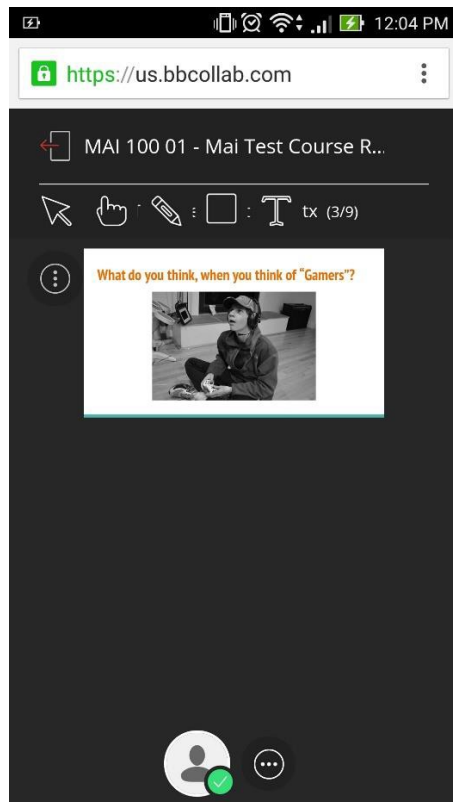 12:04 PM
https://us.bbcollab.com
MAI 100 01 - Mai Test Course R...
T tx (3/9)
What do you think, when you think of "Gamers"?